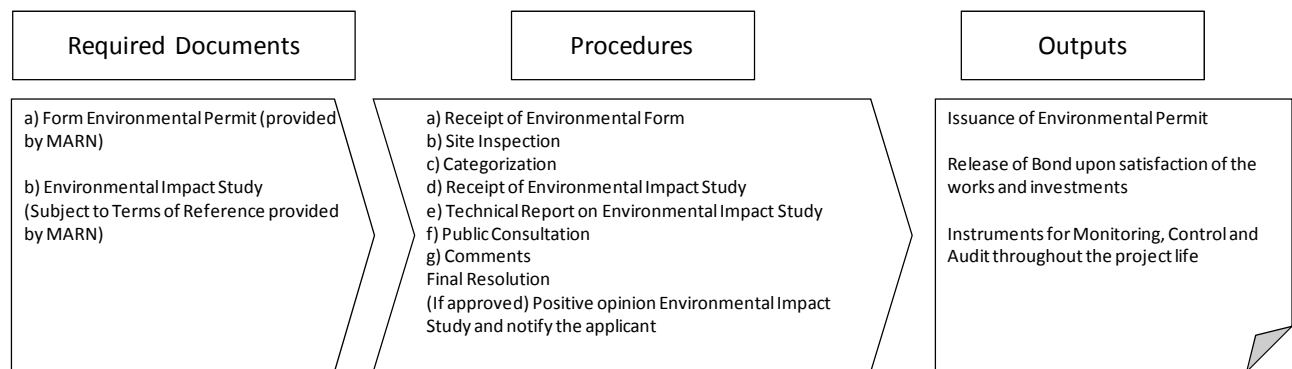 Required Documents
a) Form Environmental Permit (provided
by MARN)
b) Environmental Impact Study
(Subject to Terms of Reference provided
by MARN)
Procedures
a) Receipt of Environmental Form
b) Site Inspection
c) Categorization
d) Receipt of Environmental Impact Study
e) Technical Report on Environmental Impact Study
f) Public Consultation
g) Comments
Final Resolution
(If approved) Positive opinion Environmental Impact
Study and notify the applicant
Outputs
Issuance of Environmental Permit
Release of Bond upon satisfaction of the
works and investments
Instruments for Monitoring, Control and
Audit throughout the project life